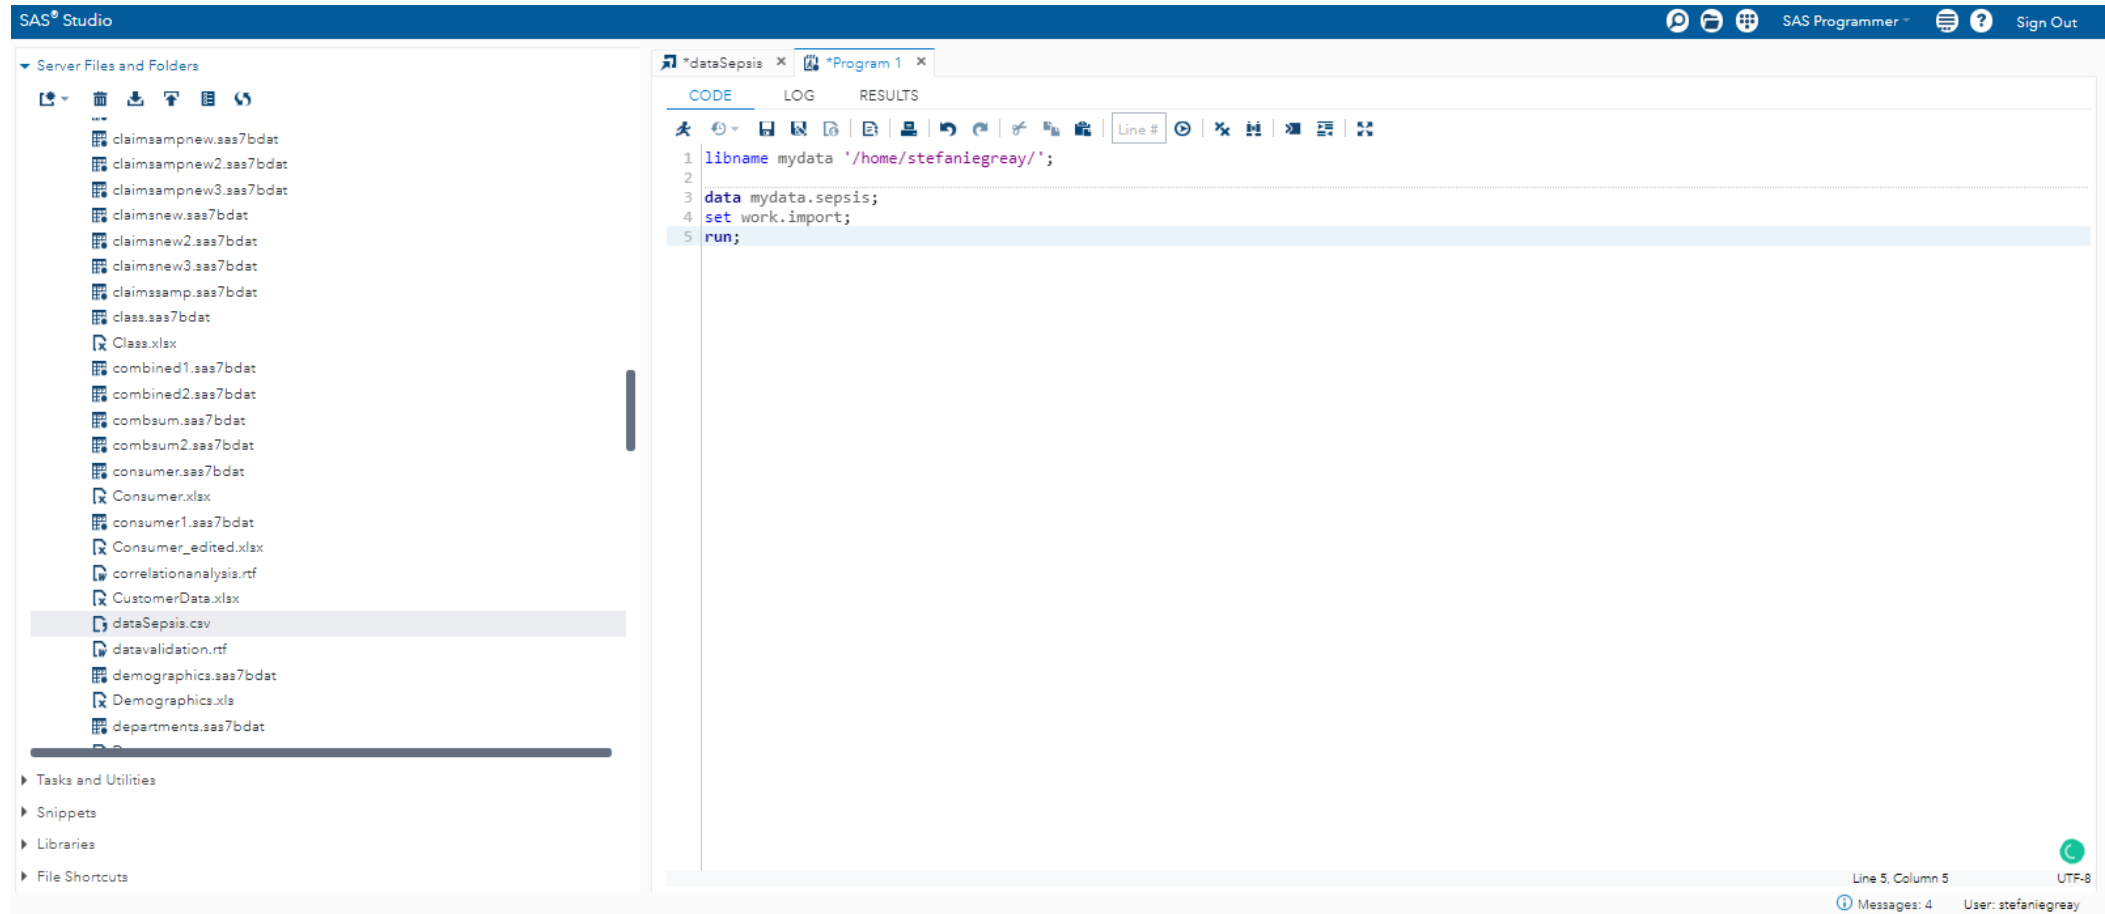 SAS® Studio
SAS Programmer
Sign Out
Server Files and Folders
claimsampnew.sas7bdat
claimsampnew2.sas7bdat
claimsampnew3.sas7bdat
claimsnew.sas7bdat
claimsnew2.sas7bdat
claimsnew3.sas7bdat
claimssamp.sas7bdat
class.sas7bdat
Class.xlsx
combined1.sas7bdat
combined2.sas7bdat
combsum.sas7bdat
combsum2.sas7bdat
consumer.sas7bdat
Consumer.xlsx
consumer1.sas7bdat
Consumer_edited.xlsx
correlationanalysis.rtf
CustomerData.xlsx
dataSepsis.csv
datavalidation.rtf
demographics.sas7bdat
Demographics.xls
departments.sas7bdat
Tasks and Utilities
Snippets
Libraries
File Shortcuts
*dataSepsis
*Program 1
CODE LOG RESULTS
Line #
1 libname mydata '/home/stefaniegreay/';
2
3 data mydata.sepsis;
4 set work.import;
5 run;
Line 5, Column 5
UTF-8
Messages: 4
User: stefaniegreay